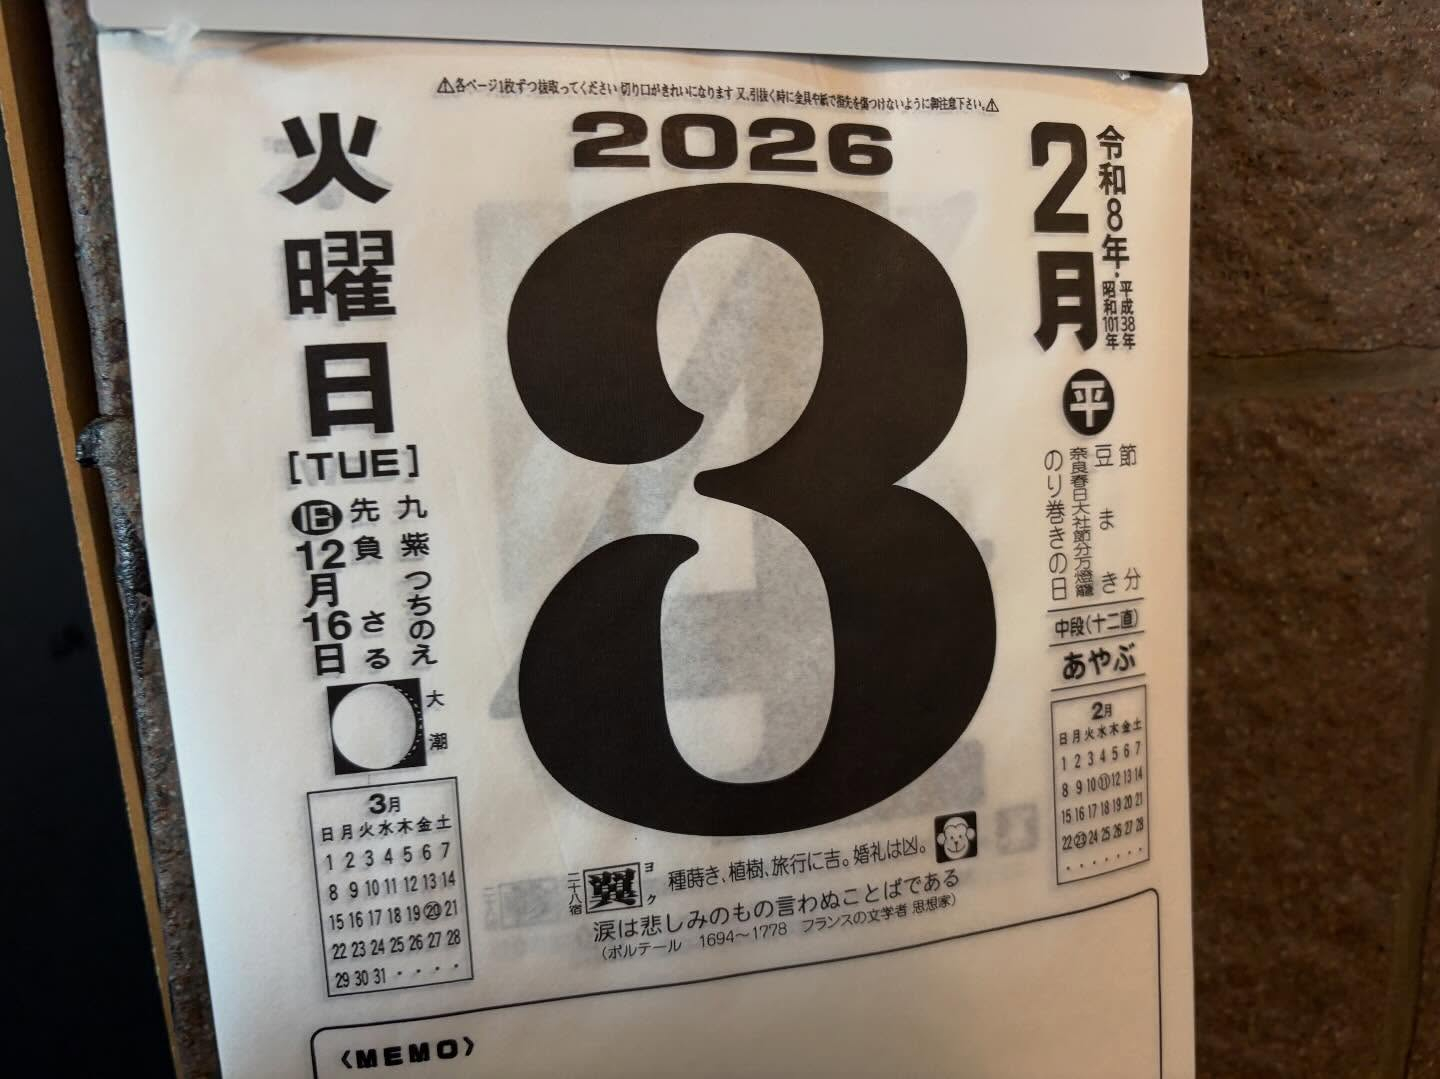 ⚠各ページ1枚ずつ抜取ってください 切り口がきれいになります 又、引抜く時に金具や紙で指先を傷つけないように御注意下さい。⚠
2026
2月
令和8年・平成38年
昭和101年
3
火曜日
[TUE]
九紫 つちのえ
先負 さる
旧12月16日
大潮
平
節分
豆まき
奈良春日大社節分万燈籠
のり巻きの日
中段(十二直)
あやぶ
2月
日月火水木金土
1 2 3 4 5 6 7
8 9 10 ⑪ 12 13 14
15 16 17 18 19 20 21
22 ㉓ 24 25 26 27 28
・・・・・・・
3月
日月火水木金土
1 2 3 4 5 6 7
8 9 10 11 12 13 14
15 16 17 18 19 ⑳ 21
22 23 24 25 26 27 28
29 30 31 ・・・・
二十八宿 翼 ヨク 種蒔き、植樹、旅行に吉。婚礼は凶。
涙は悲しみのもの言わぬことばである
(ボルテール 1694～1778 フランスの文学者 思想家)
〈MEMO〉